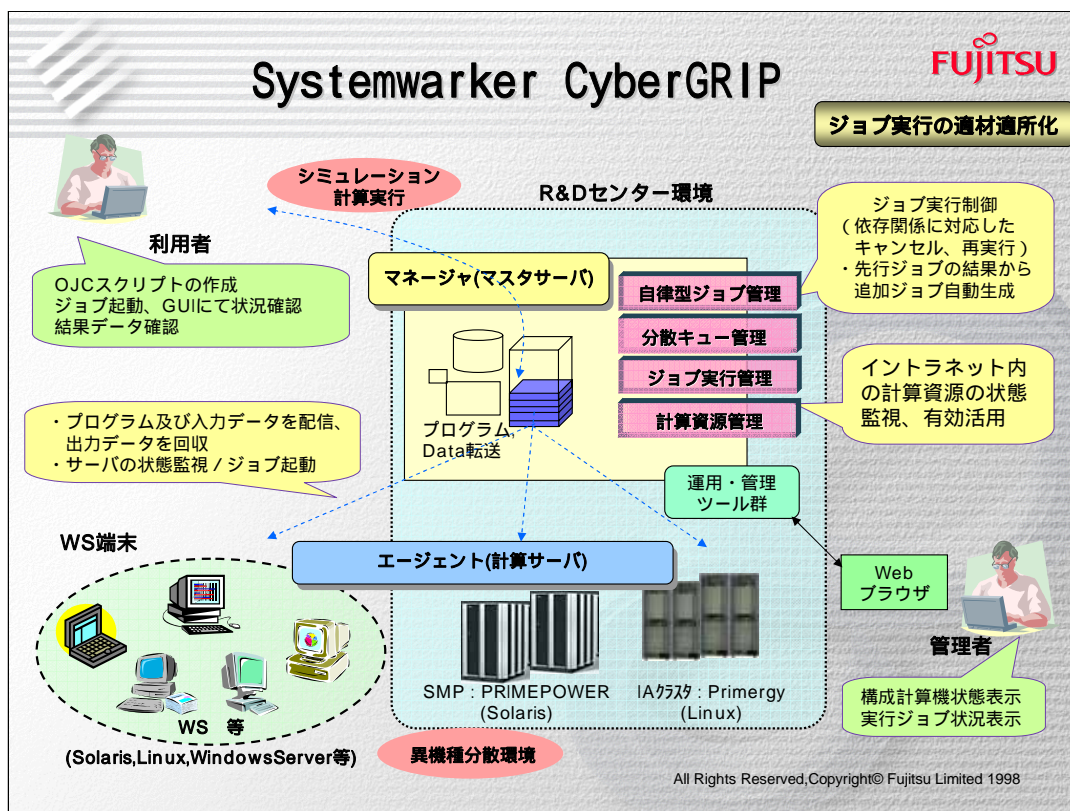 Systemwarker CyberGRIP
FUJITSU
ジョブ実行の適材適所化
シミュレーション
計算実行
R&Dセンター環境
利用者
OJCスクリプトの作成
ジョブ起動、GUIにて状況確認
結果データ確認
マネージャ(マスタサーバ)
自律型ジョブ管理
分散キュー管理
ジョブ実行管理
計算資源管理
ジョブ実行制御
(依存関係に対応した
キャンセル、再実行)
・先行ジョブの結果から
追加ジョブ自動生成
イントラネット内
の計算資源の状態
監視、有効活用
プログラム,
Data転送
・プログラム及び入力データを配信、
出力データを回収
・サーバの状態監視/ジョブ起動
運用・管理
ツール群
WS端末
エージェント(計算サーバ)
Web
ブラウザ
管理者
SMP:PRIMEPOWER
(Solaris)
IAクラスタ:Primergy
(Linux)
構成計算機状態表示
実行ジョブ状況表示
WS 等
(Solaris,Linux,WindowsServer等)
異機種分散環境
All Rights Reserved,Copyright© Fujitsu Limited 1998